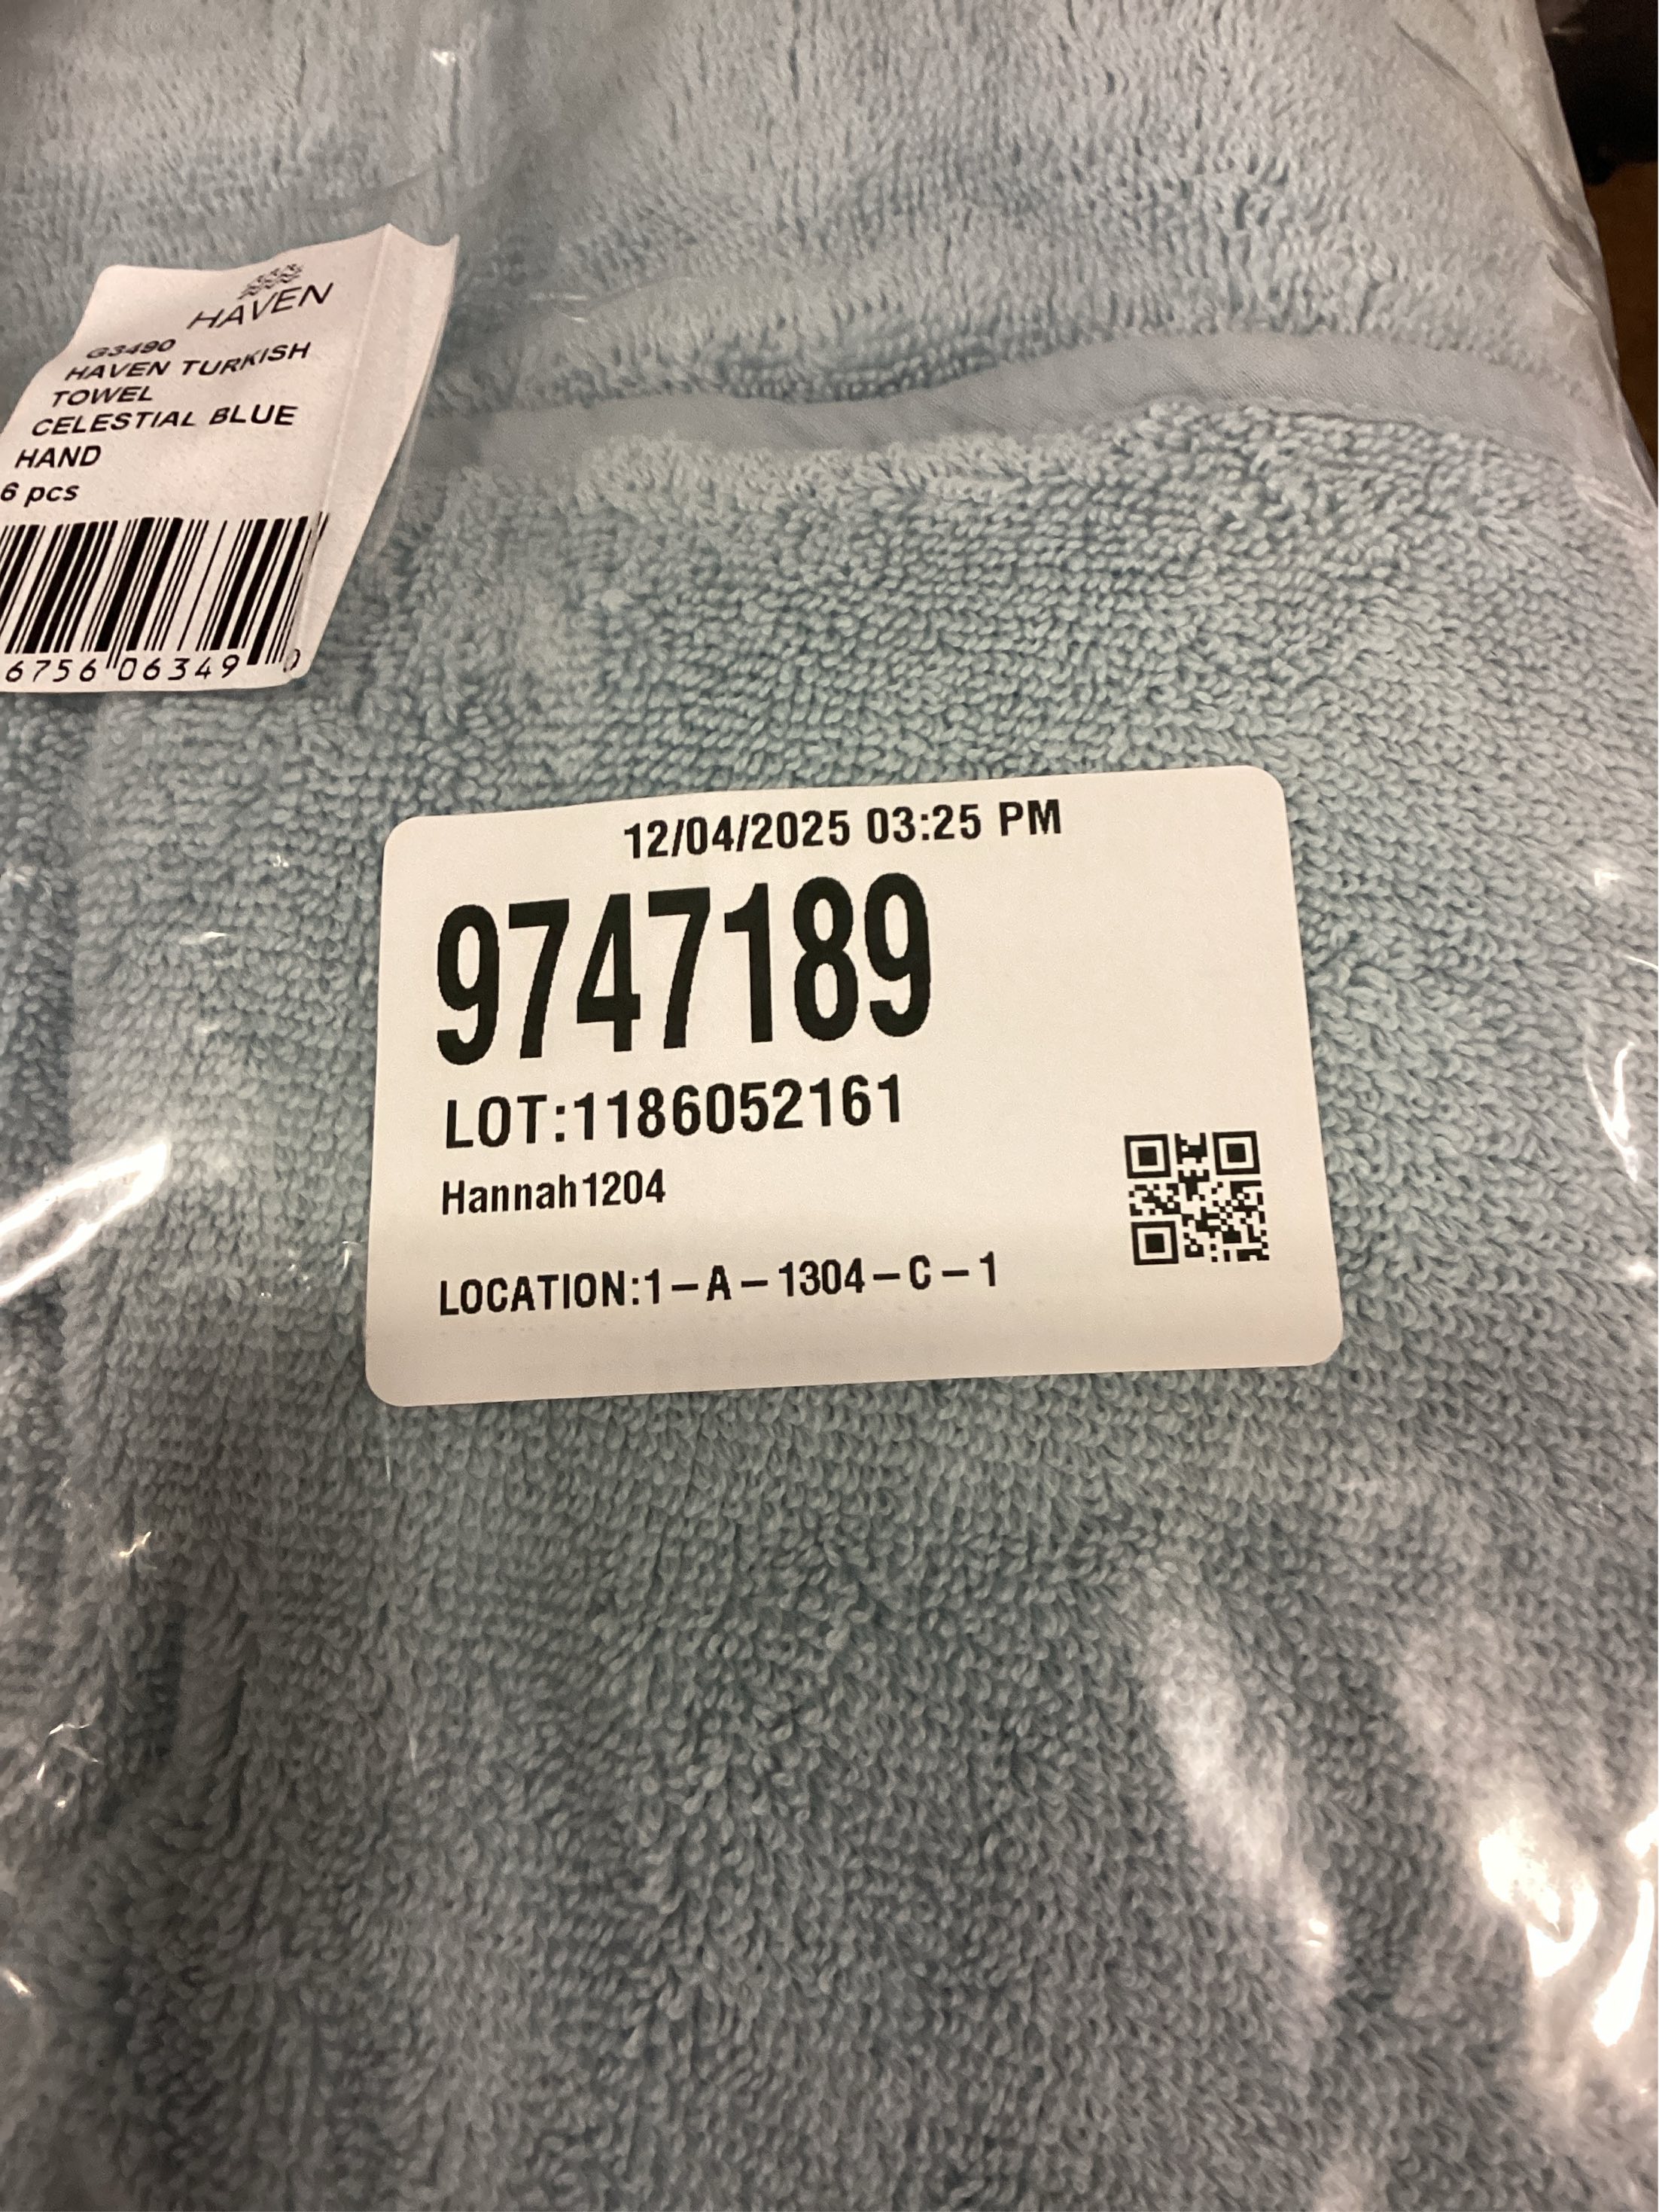 HAVEN
G3490
HAVEN TURKISH
TOWEL
CELESTIAL BLUE
HAND
6 pcs
6756 06349 0
12/04/2025 03:25 PM
9747189
LOT:1186052161
Hannah1204
LOCATION:1-A-1304-C-1